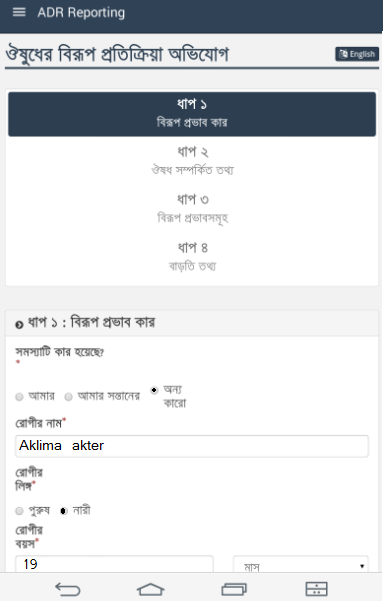 ADR Reporting
ঔষুধের বিরূপ প্রতিক্রিয়া অভিযোগ
English
ধাপ ১
বিরূপ প্রভাব কার
ধাপ ২
ঔষধ সম্পর্কিত তথ্য
ধাপ ৩
বিরূপ প্রভাবসমূহ
ধাপ ৪
বাড়তি তথ্য
ধাপ ১ : বিরূপ প্রভাব কার
সমস্যাটি কার হয়েছে?
*
আমার আমার সন্তানের অন্য
কারো
রোগীর নাম*
Aklima akter
রোগীর
লিঙ্গ*
পুরুষ নারী
রোগীর
বয়স*
19 মাস